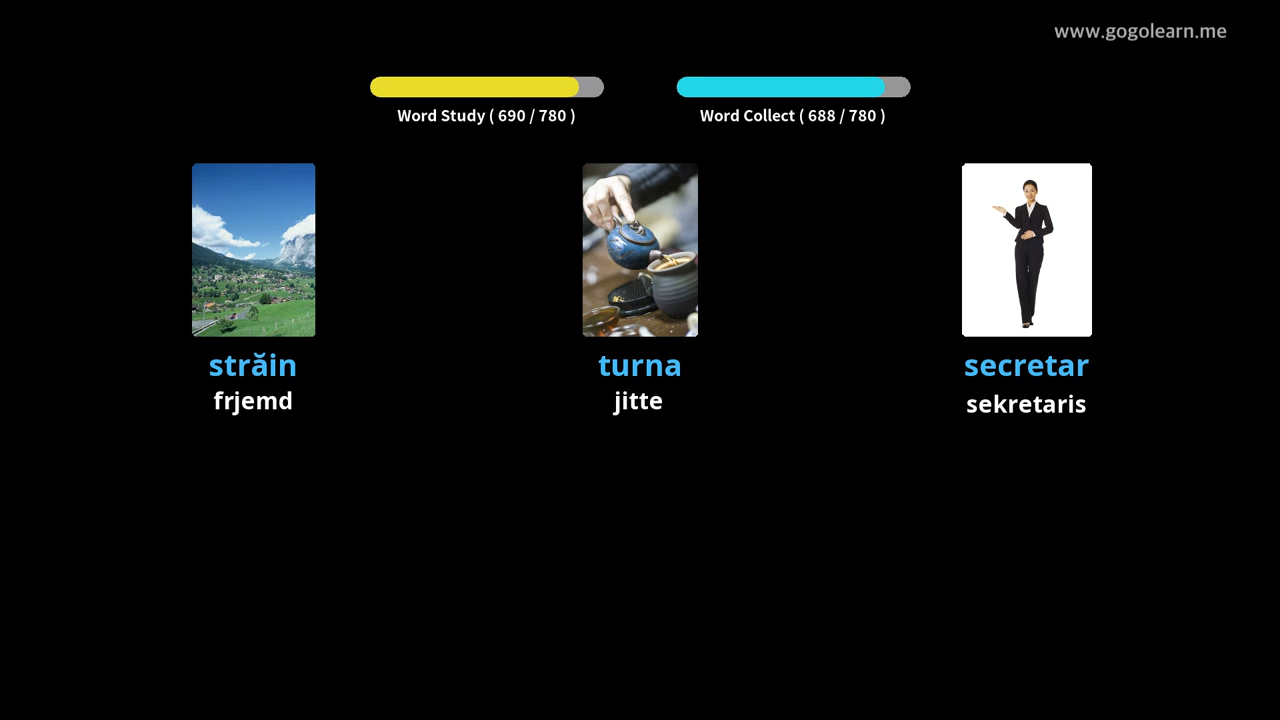 www.gogolearn.me
Word Study ( 690 / 780 )
Word Collect ( 688 / 780 )
străin
frjemd
turna
jitte
secretar
sekretaris